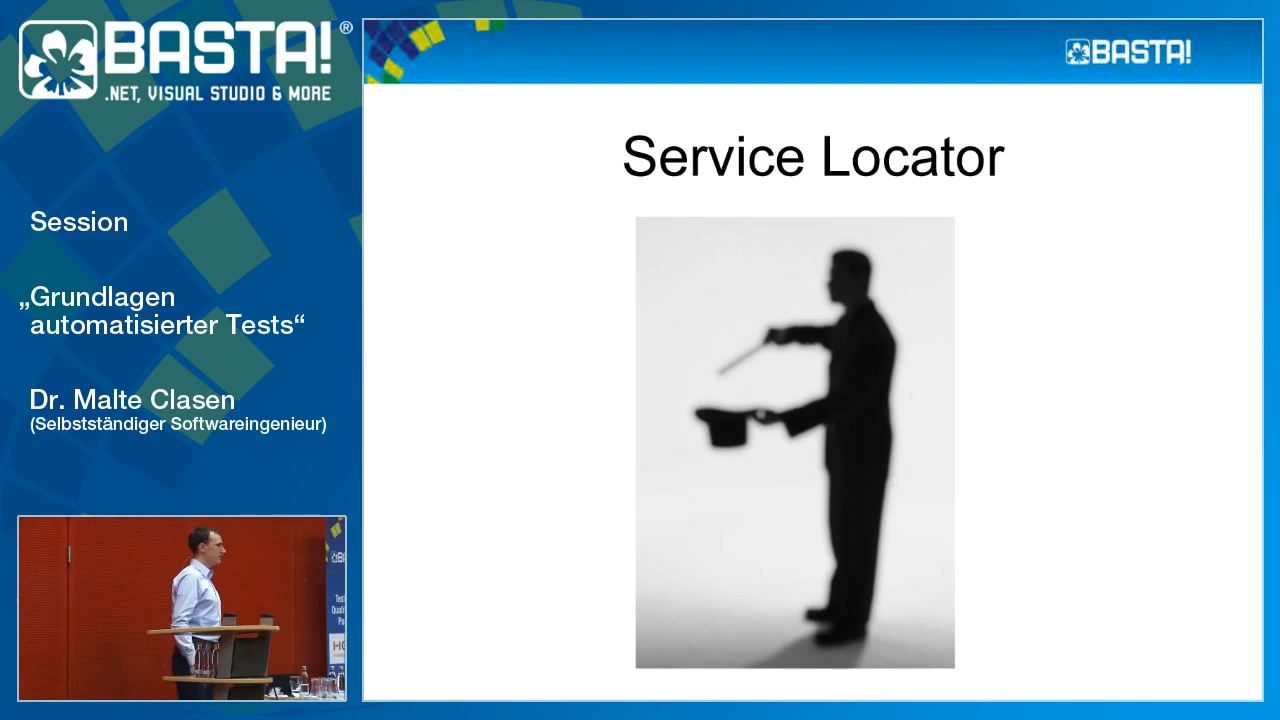 BASTA!®
.NET, VISUAL STUDIO & MORE
Session
„Grundlagen
automatisierter Tests“
Dr. Malte Clasen
(Selbstständiger Softwareingenieur)
BASTA!
Service Locator